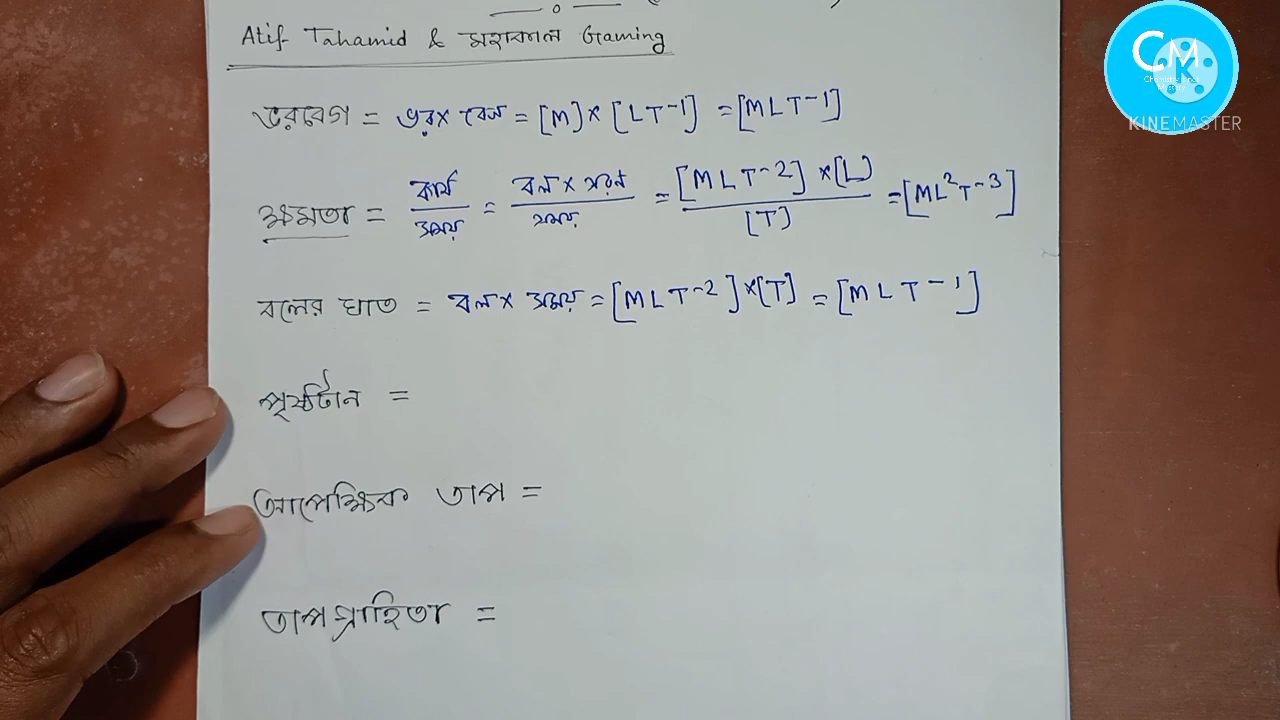 Atif Tahamid & মহাকাল Gaming
ভরবেগ = ভর × বেগ = [M] × [LT-1] = [MLT-1]
ক্ষমতা = কার্য/সময় = বল × সরণ/সময় = [MLT-2] × [L]/[T] = [ML²T-3]
বলের ঘাত = বল × সময় = [MLT-2] × [T] = [MLT-1]
পৃষ্ঠটান =
আপেক্ষিক তাপ =
তাপগ্রাহিতা =
CM
K
KINEMASTER